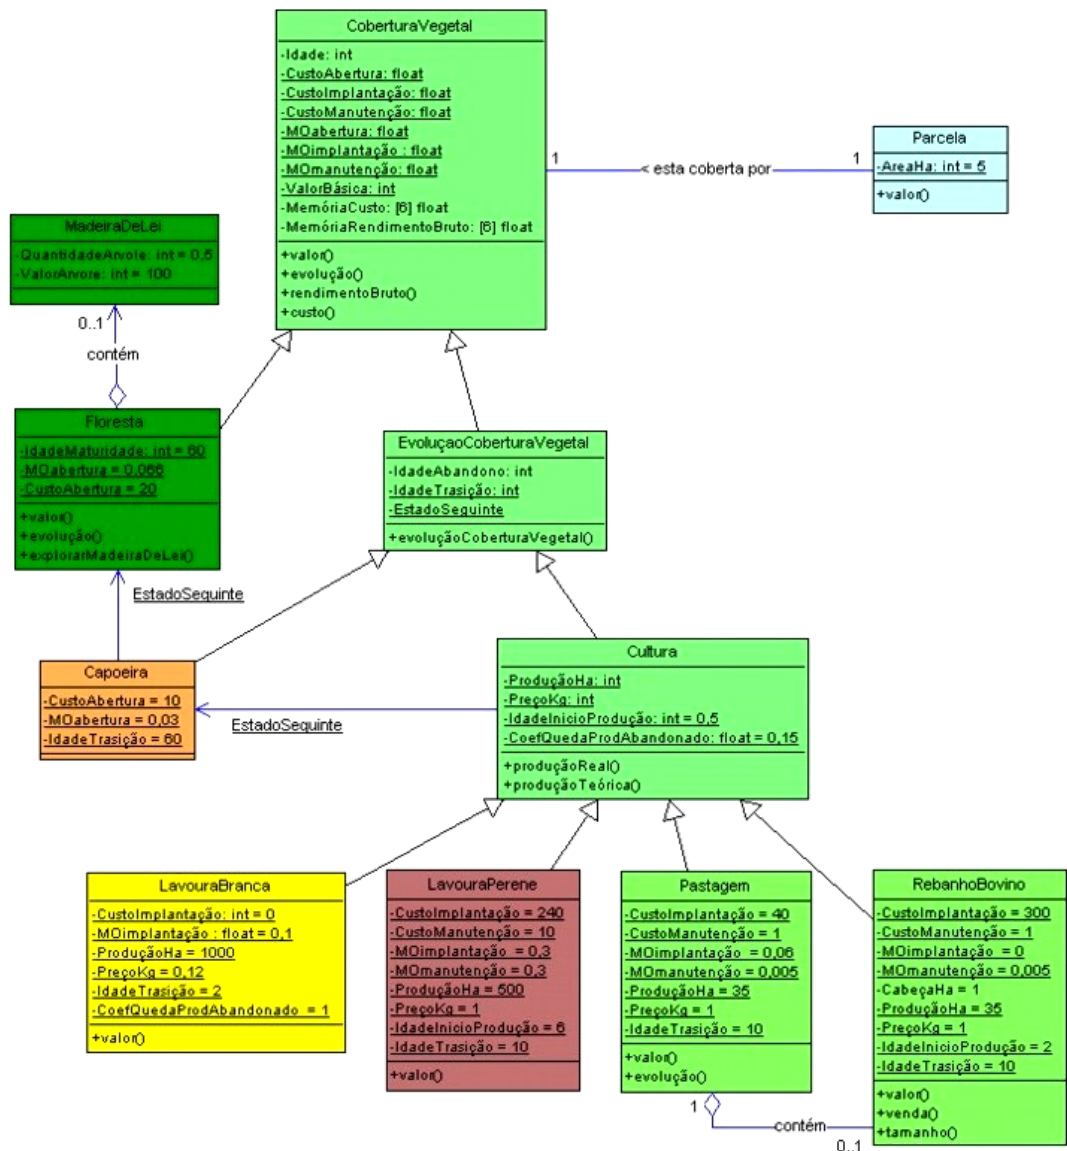 CoberturaVegetal
-Idade: int
-CustoAbertura: float
-CustoImplantação: float
-CustoManutenção: float
-MOabertura: float
-MOimplantação : float
-MOmanutenção: float
-ValorBásica: int
-MemóriaCusto: [6] float
-MemóriaRendimentoBruto: [6] float
+valor()
+evolução()
+rendimentoBruto()
+custo()
1
< esta coberta por
1
Parcela
-AreaHa: int = 5
+valor()
MadeiraDeLei
-QuantidadeArvole: int = 0,5
-ValorArvore: int = 100
0..1
contém
Floresta
-IdadeMaturidade: int = 60
-MOabertura = 0,066
-CustoAbertura = 20
+valor()
+evolução()
+explorarMadeiraDeLei()
EvoluçaoCoberturaVegetal
-IdadeAbandono: int
-IdadeTrasição: int
-EstadoSeguinte
+evoluçãoCoberturaVegetal()
EstadoSeguinte
Capoeira
-CustoAbertura = 10
-MOabertura = 0,03
-IdadeTrasição = 60
EstadoSeguinte
Cultura
-ProduçãoHa: int
-PreçoKg: int
-IdadeInicioProdução: int = 0,5
-CoefQuedaProdAbandonado: float = 0,15
+produçãoReal()
+produçãoTeórica()
LavouraBranca
-CustoImplantação: int = 0
-MOimplantação : float = 0,1
-ProduçãoHa = 1000
-PreçoKg = 0,12
-IdadeTrasição = 2
-CoefQuedaProdAbandonado = 1
+valor()
LavouraPerene
-CustoImplantação = 240
-CustoManutenção = 10
-MOimplantação = 0,3
-MOmanutenção = 0,3
-ProduçãoHa = 500
-PreçoKg = 1
-IdadeInicioProdução = 6
-IdadeTrasição = 10
+valor()
Pastagem
-CustoImplantação = 40
-CustoManutenção = 1
-MOimplantação = 0,06
-MOmanutenção = 0,005
-ProduçãoHa = 35
-PreçoKg = 1
-IdadeTrasição = 10
+valor()
+evolução()
RebanhoBovino
-CustoImplantação = 300
-CustoManutenção = 1
-MOimplantação = 0
-MOmanutenção = 0,005
-CabeçaHa = 1
-ProduçãoHa = 35
-PreçoKg = 1
-IdadeInicioProdução = 2
-IdadeTrasição = 10
+valor()
+venda()
+tamanho()
1
contém
0..1